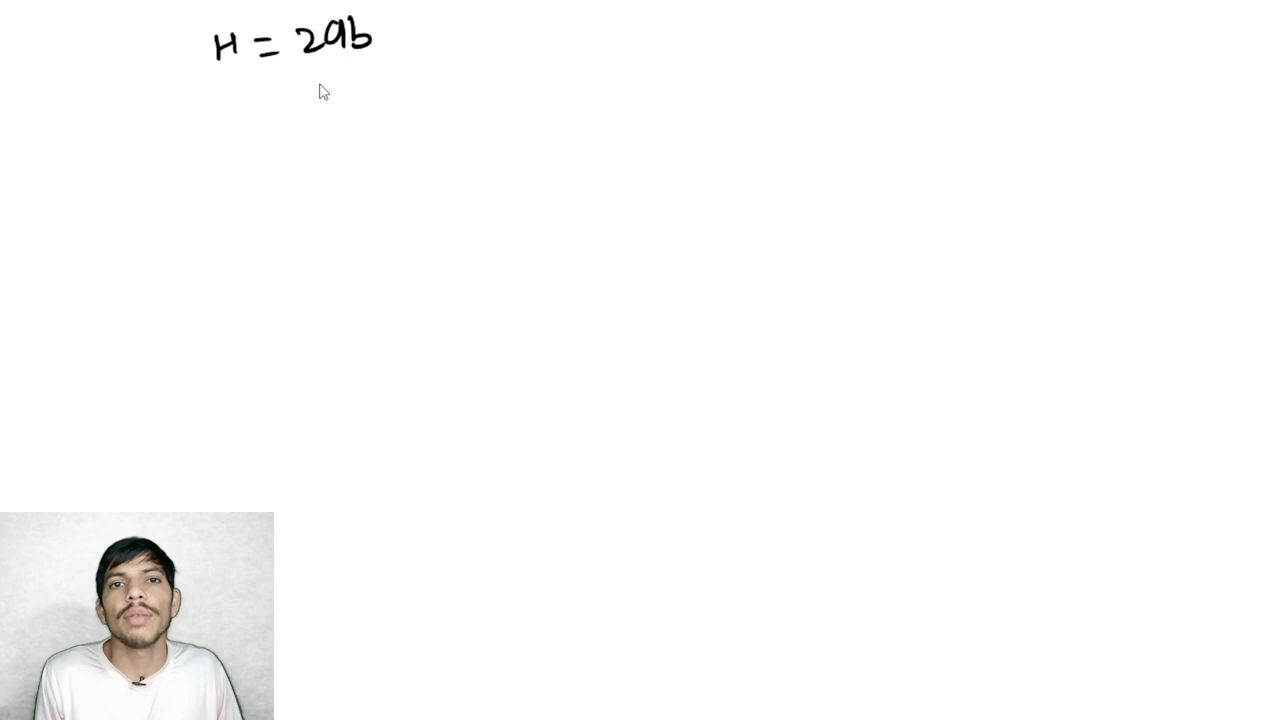 H = 2ab